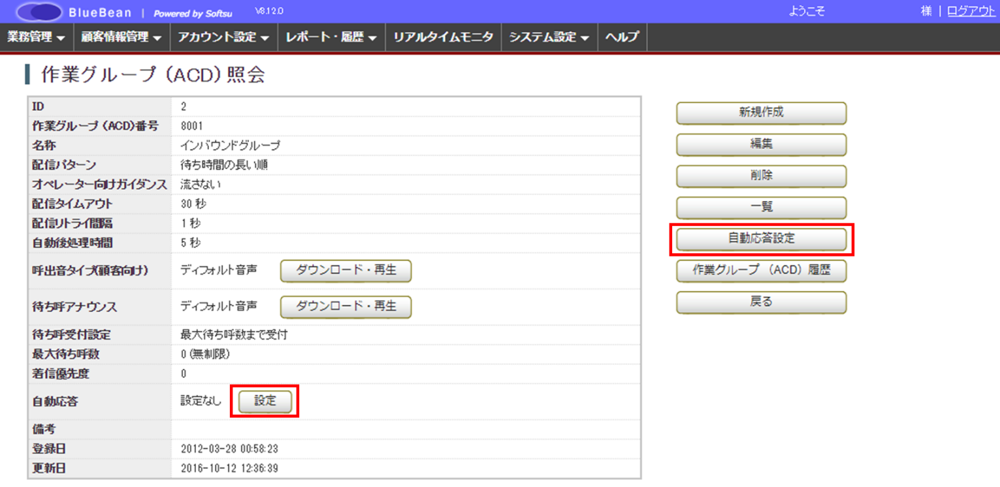 BlueBean | Powered by Softsu V8.12.0 ようこそ 様 | ログアウト
業務管理 顧客情報管理 アカウント設定 レポート・履歴 リアルタイムモニタ システム設定 ヘルプ
作業グループ (ACD) 照会
ID 2
作業グループ (ACD)番号 8001
名称 インバウンドグループ
配信パターン 待ち時間の長い順
オペレーター向けガイダンス 流さない
配信タイムアウト 30 秒
配信リトライ間隔 1 秒
自動後処理時間 5 秒
呼出音タイプ(顧客向け) ディフォルト音声 ダウンロード・再生
待ち呼アナウンス ディフォルト音声 ダウンロード・再生
待ち呼受付設定 最大待ち呼数まで受付
最大待ち呼数 0 (無制限)
着信優先度 0
自動応答 設定なし 設定
備考
登録日 2012-03-28 00:58:23
更新日 2016-10-12 12:36:39
新規作成
編集
削除
一覧
自動応答設定
作業グループ (ACD) 履歴
戻る